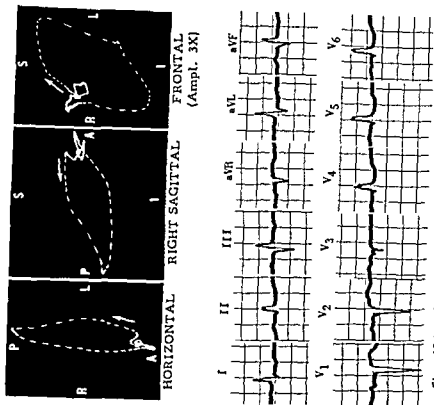 P R L A
S P A I
S R L I
HORIZONTAL RIGHT SAGITTAL FRONTAL
(Ampl. 3X)
I II III aVR aVL aVF
V1 V2 V3 V4 V5 V6